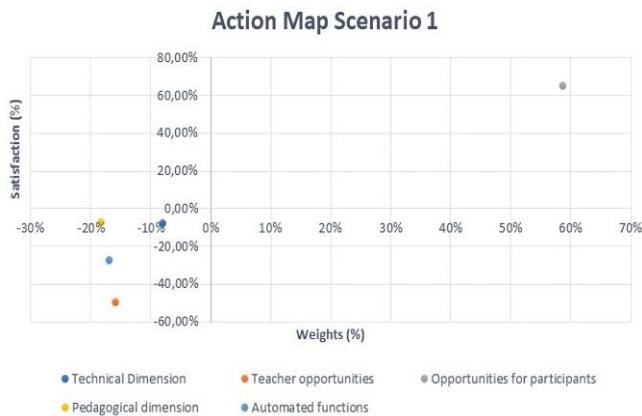 Action Map Scenario 1
80,00%
60,00%
40,00%
20,00%
0,00%
-30% -20% -10% 0% 10% 20% 30% 40% 50% 60% 70%
-20,00%
-40,00%
-60,00%
Satisfaction (%)
Weights (%)
Technical Dimension Teacher opportunities Opportunities for participants
Pedagogical dimension Automated functions